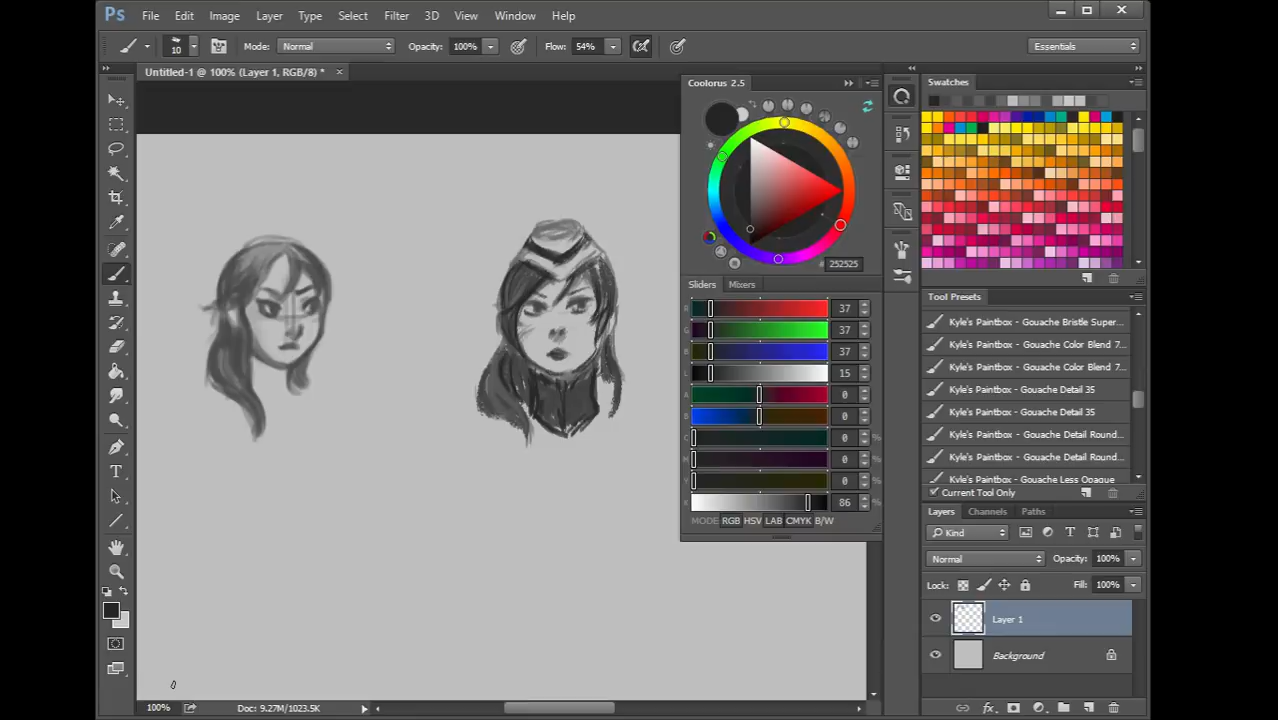 Ps File Edit Image Layer Type Select Filter 3D View Window Help
10 Mode: Normal Opacity: 100% Flow: 54% Essentials
Untitled-1 @ 100% (Layer 1, RGB/8) *
Coolorus 2.5
252525
Sliders Mixers
R 37
G 37
B 37
L 15
A 0
B 0
C 0 %
M 0 %
Y 0 %
K 86 %
MODE RGB HSV LAB CMYK B/W
Swatches
Tool Presets
Kyle's Paintbox - Gouache Bristle Super...
Kyle's Paintbox - Gouache Color Blend 7...
Kyle's Paintbox - Gouache Color Blend 7...
Kyle's Paintbox - Gouache Detail 35
Kyle's Paintbox - Gouache Detail 35
Kyle's Paintbox - Gouache Detail Round...
Kyle's Paintbox - Gouache Detail Round...
Kyle's Paintbox - Gouache Less Opaque
Current Tool Only
Layers Channels Paths
Kind
Normal Opacity: 100%
Lock: Fill: 100%
Layer 1
Background
fx
100% Doc: 9.27M/1023.5K